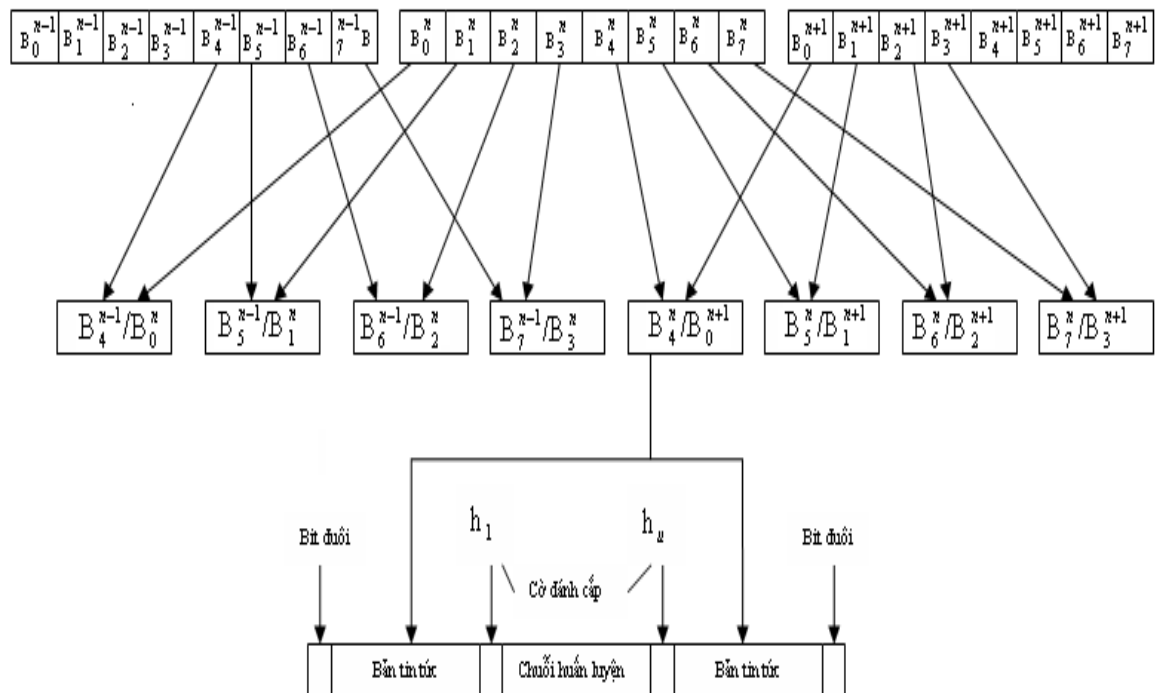 B₀ⁿ⁻¹ B₁ⁿ⁻¹ B₂ⁿ⁻¹ B₃ⁿ⁻¹ B₄ⁿ⁻¹ B₅ⁿ⁻¹ B₆ⁿ⁻¹ ₇ⁿ⁻¹B B₀ⁿ B₁ⁿ B₂ⁿ B₃ⁿ B₄ⁿ B₅ⁿ B₆ⁿ B₇ⁿ B₀ⁿ⁺¹ B₁ⁿ⁺¹ B₂ⁿ⁺¹ B₃ⁿ⁺¹ B₄ⁿ⁺¹ B₅ⁿ⁺¹ B₆ⁿ⁺¹ B₇ⁿ⁺¹
B₄ⁿ⁻¹/B₀ⁿ B₅ⁿ⁻¹/B₁ⁿ B₆ⁿ⁻¹/B₂ⁿ B₇ⁿ⁻¹/B₃ⁿ B₄ⁿ/B₀ⁿ⁺¹ B₅ⁿ/B₁ⁿ⁺¹ B₆ⁿ/B₂ⁿ⁺¹ B₇ⁿ/B₃ⁿ⁺¹
Bit đuôi h₁ hᵤ Bit đuôi
Cờ đánh cắp
Bản tin tức Chuỗi huấn luyện Bản tin tức